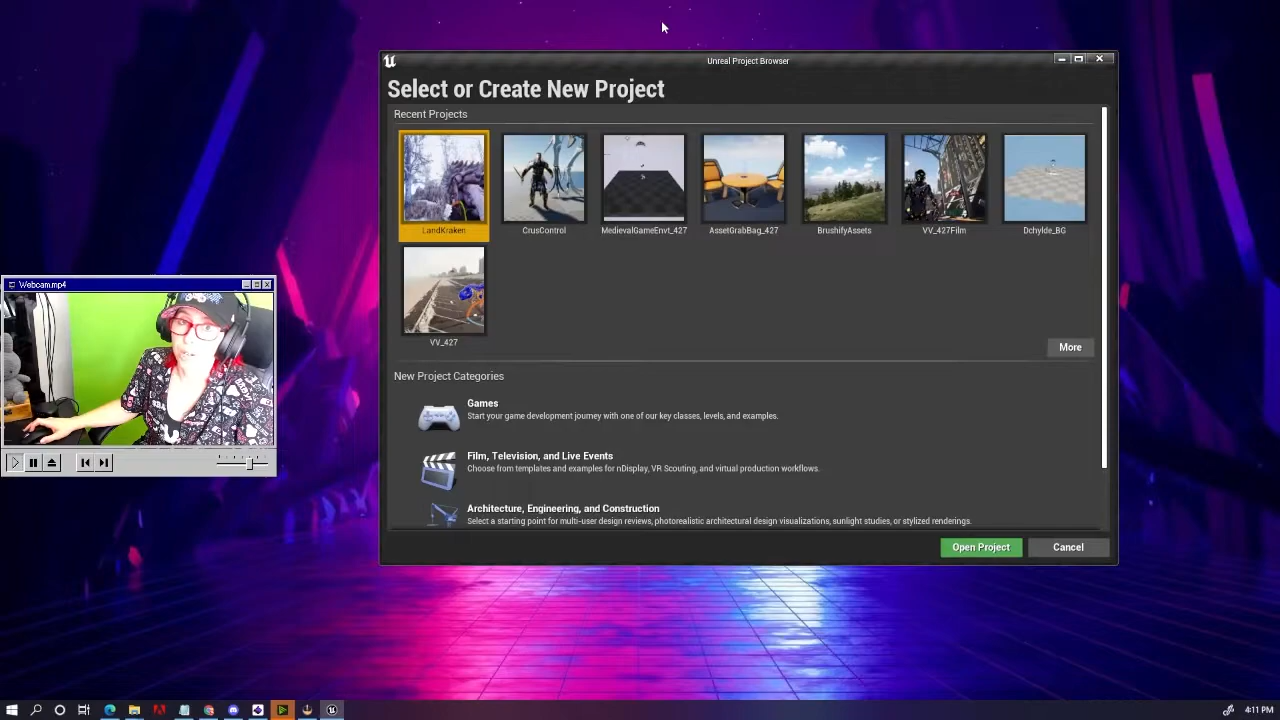 Unreal Project Browser
Select or Create New Project
Recent Projects
LandKraken
CrusControl
MedievalGameEnvt_427
AssetGrabBag_427
BrushifyAssets
VV_427Film
Dchylde_BG
VV_427
More
Webcam.mp4
New Project Categories
Games
Start your game development journey with one of our key classes, levels, and examples.
Film, Television, and Live Events
Choose from templates and examples for nDisplay, VR Scouting, and virtual production workflows.
Architecture, Engineering, and Construction
Select a starting point for multi-user design reviews, photorealistic architectural design visualizations, sunlight studies, or stylized renderings.
Open Project
Cancel
4:11 PM